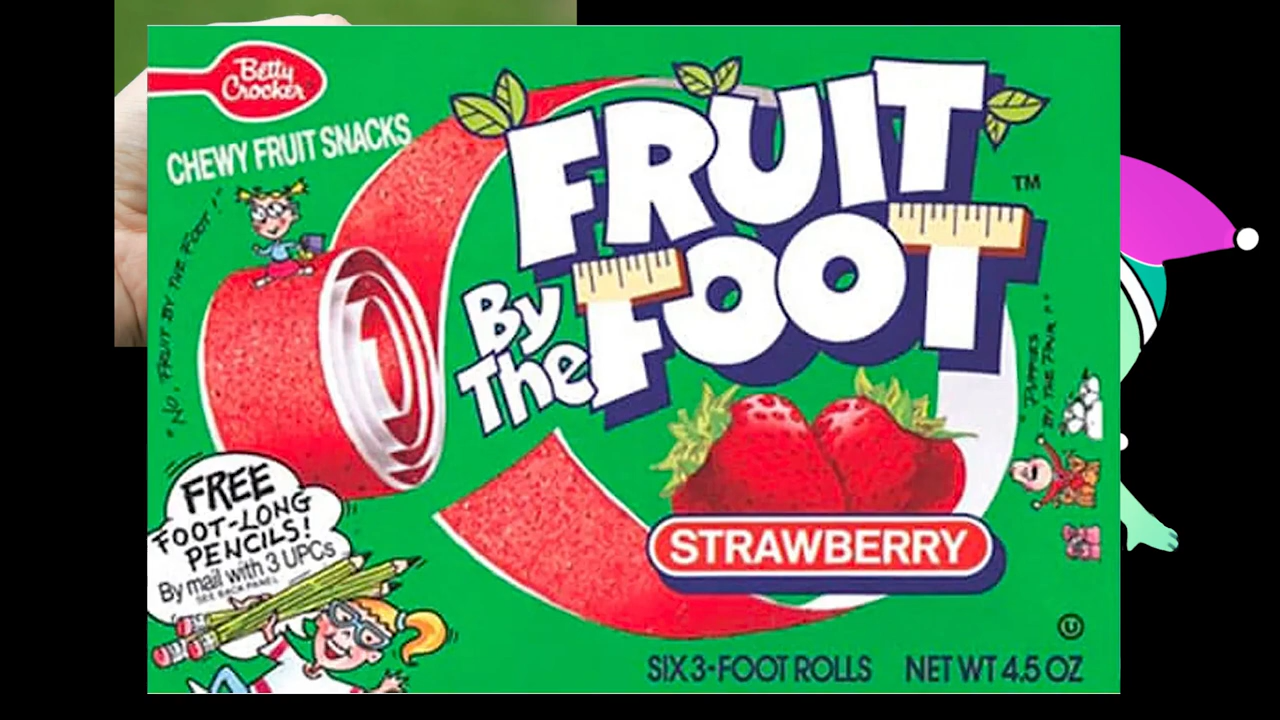 Betty
Crocker
CHEWY FRUIT SNACKS
FRUIT
By
The FOOT
TM
"NO, FRUIT BY THE FOOT!"
"PUPPIES
BY THE PAIR!"
FREE
FOOT-LONG
PENCILS!
By mail with 3 UPCs
SEE BACK PANEL
STRAWBERRY
U
SIX 3-FOOT ROLLS NET WT 4.5 OZ